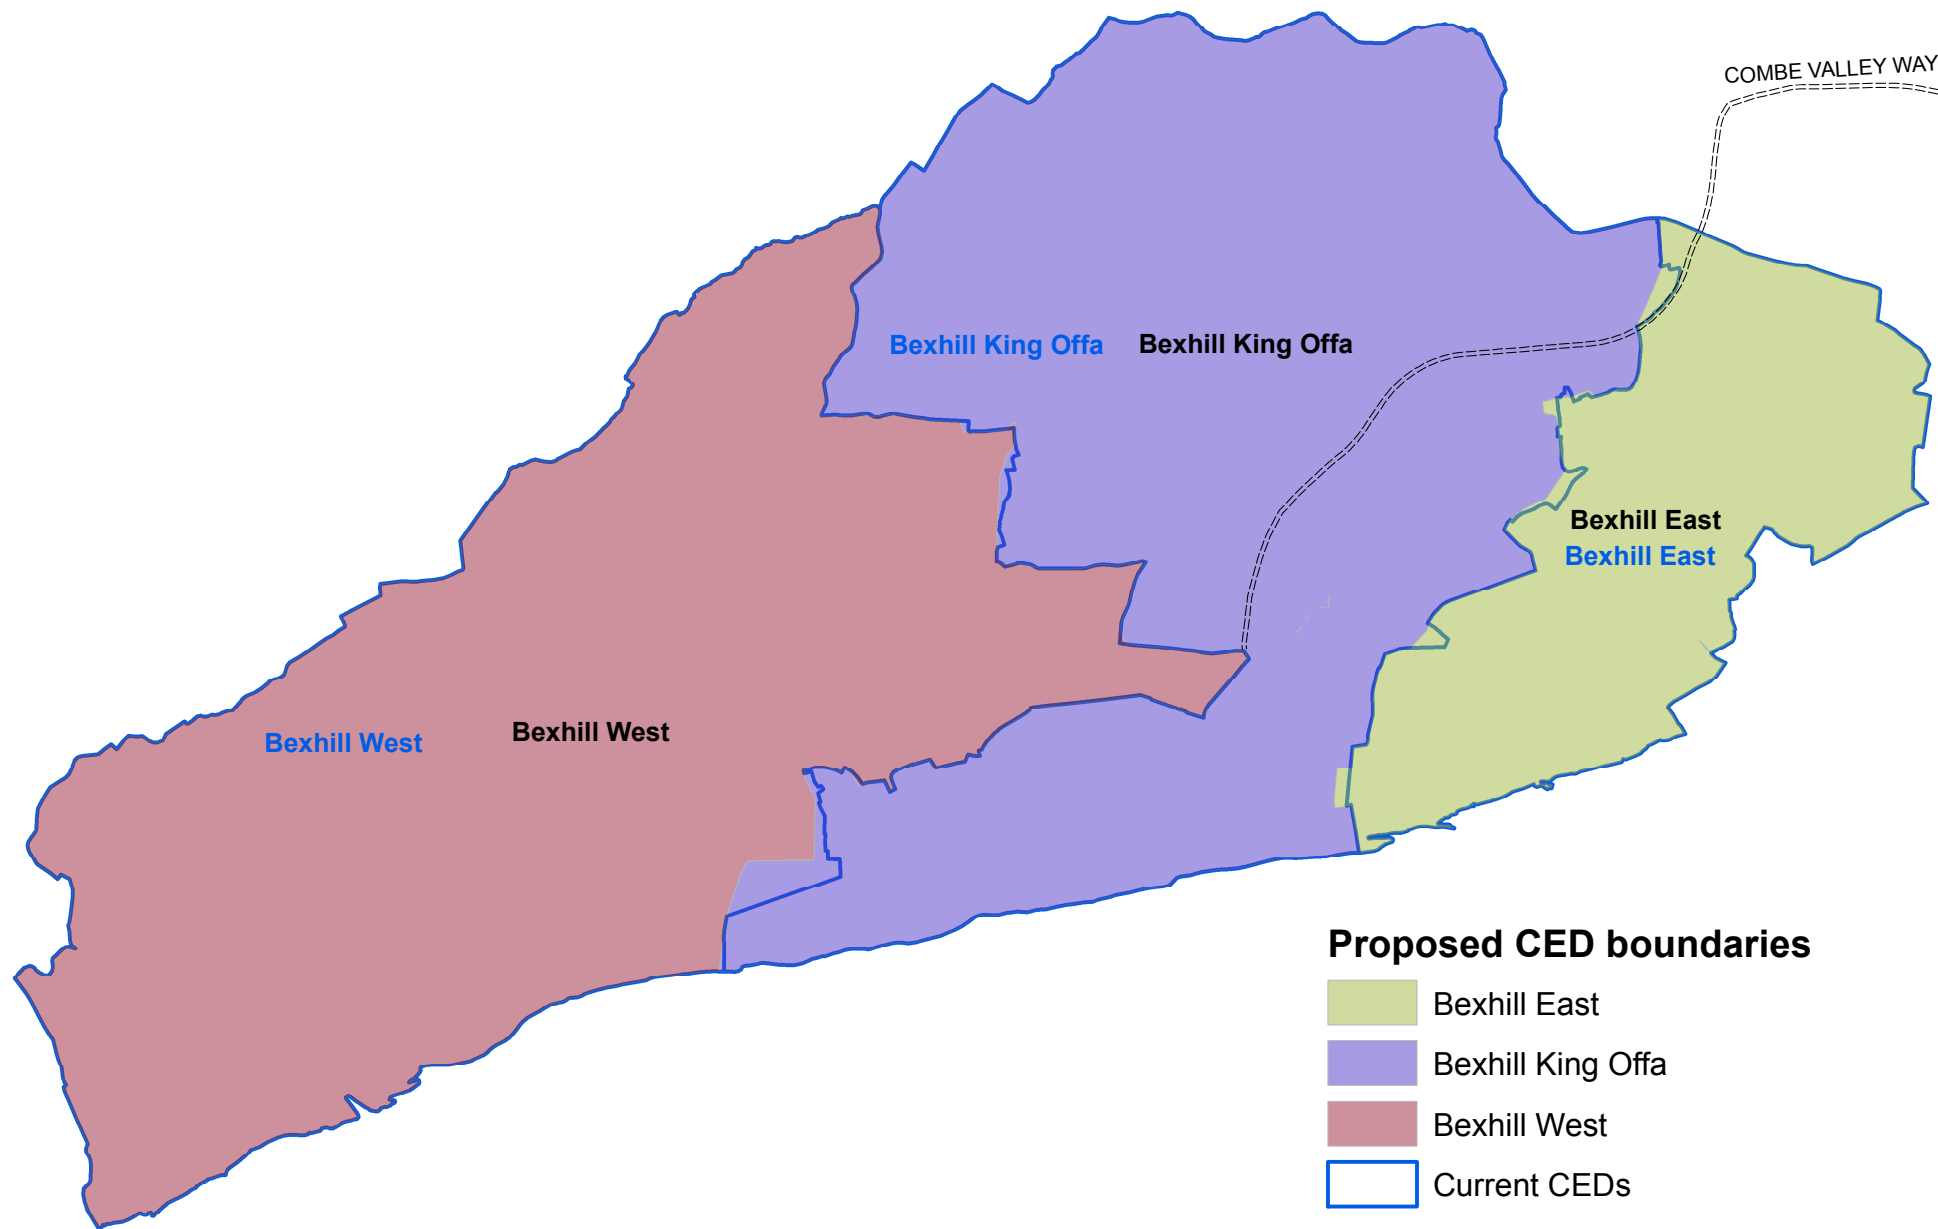 COMBE VALLEY WAY
Bexhill King Offa
Bexhill King Offa
Bexhill East
Bexhill East
Bexhill West
Bexhill West
Proposed CED boundaries
Bexhill East
Bexhill King Offa
Bexhill West
Current CEDs